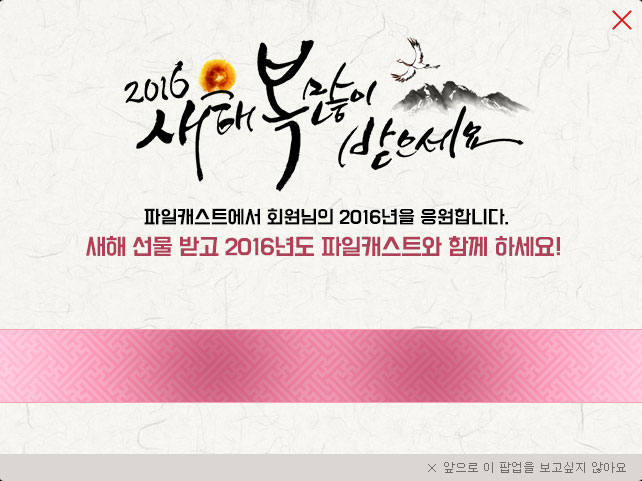 2016 새해 복 많이 받으세요
파일캐스트에서 회원님의 2016년을 응원합니다.
새해 선물 받고 2016년도 파일캐스트와 함께 하세요!
× 앞으로 이 팝업을 보고싶지 않아요